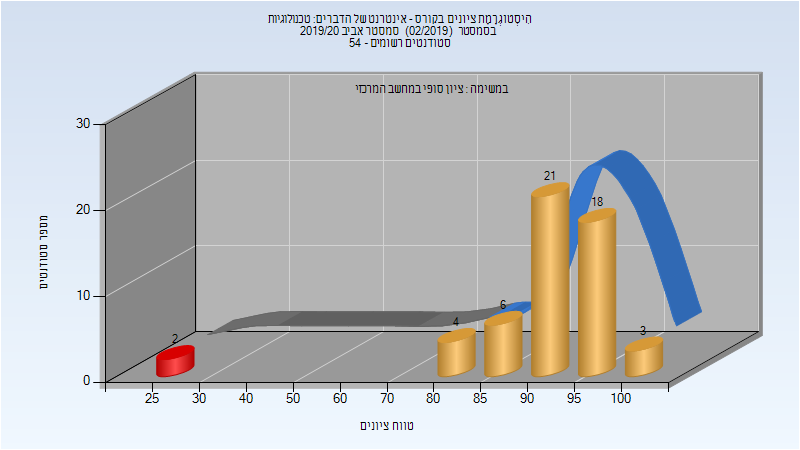 הִיסְטוֹגְרָמַת ציונים בקורס - אינטרנט של הדברים: טכנולוגיות
בסמסטר (02/2019) סמסטר אביב 2019/20
סטודנטים רשומים - 54
במשימה : ציון סופי במחשב המרכזי
30
20
10
0
מספר סטודנטים
2
4
6
21
18
3
25 30 40 50 60 70 80 85 90 95 100
טווח ציונים